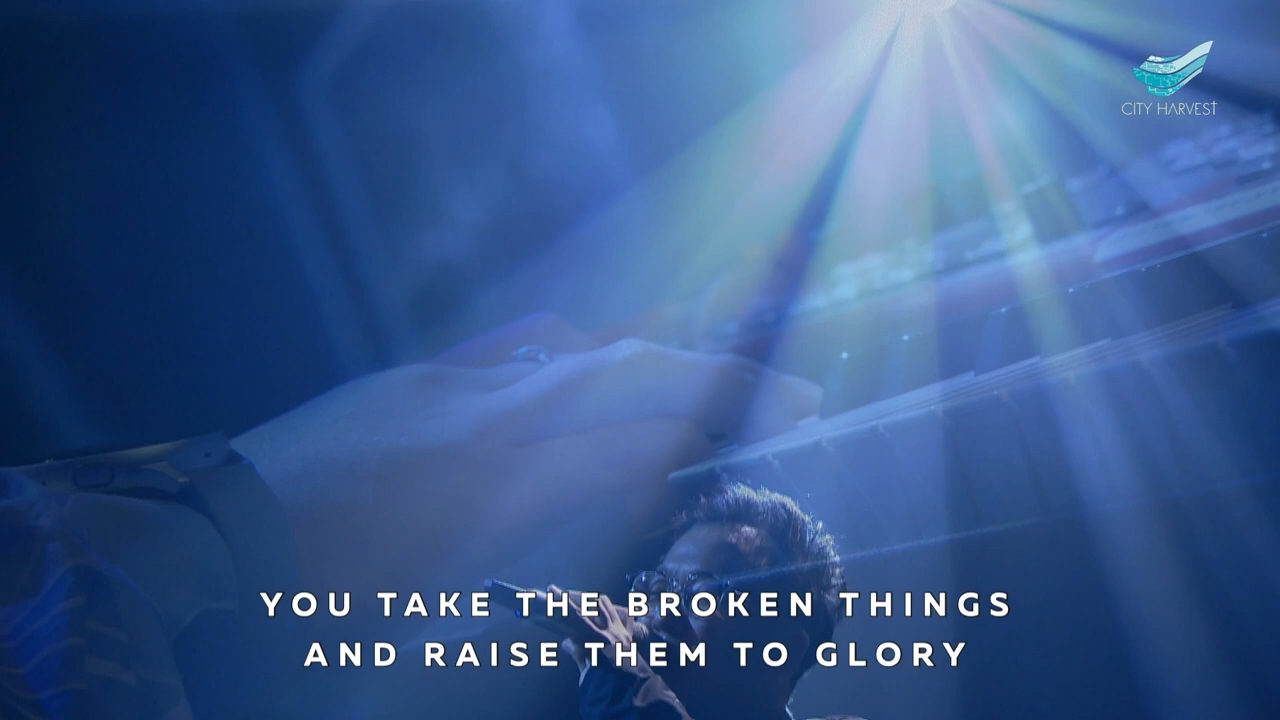 CITY HARVEST
YOU TAKE THE BROKEN THINGS
AND RAISE THEM TO GLORY